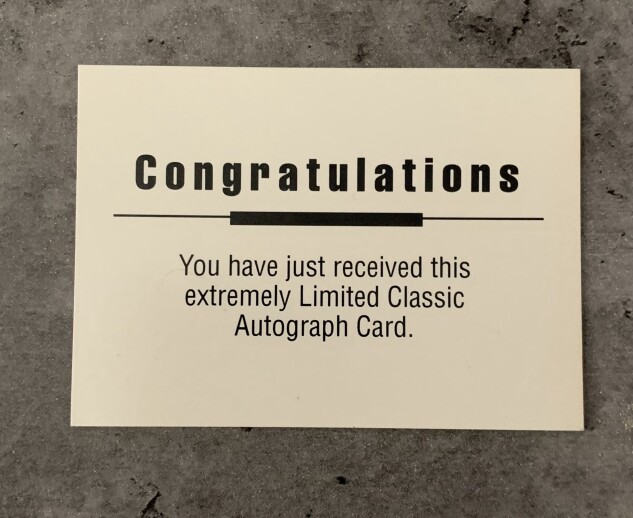 Congratulations
You have just received this
extremely Limited Classic
Autograph Card.